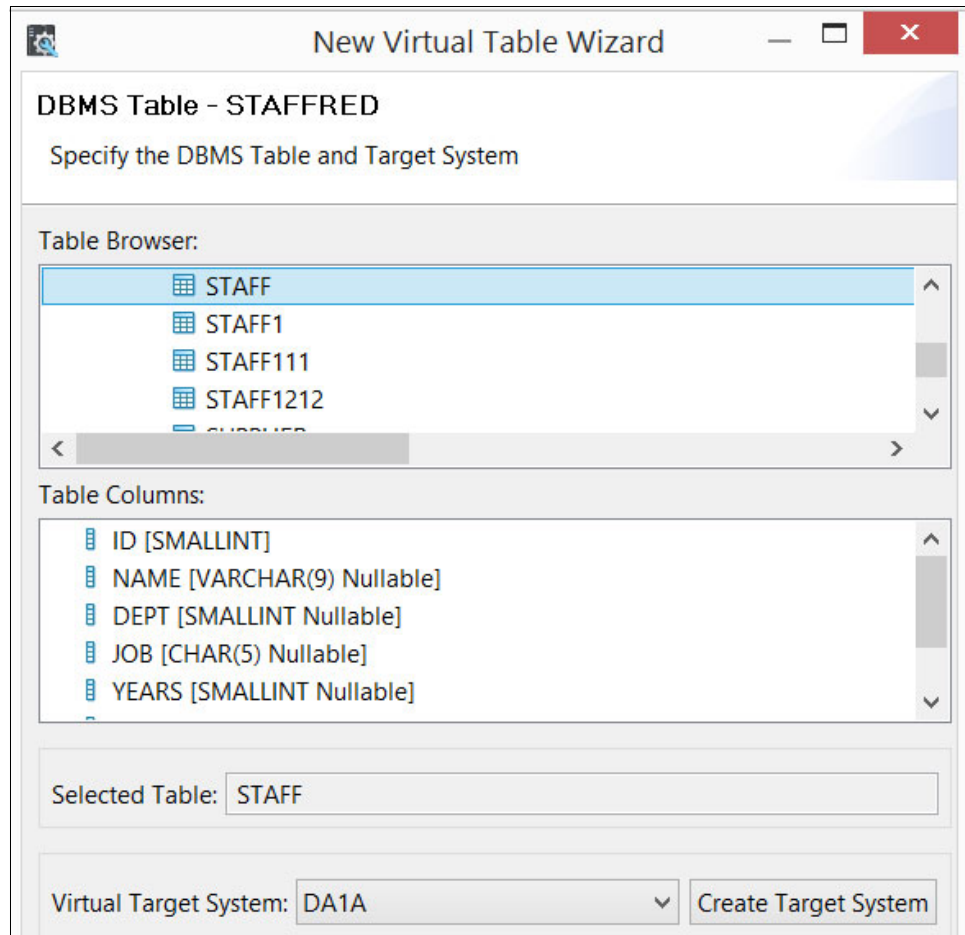 New Virtual Table Wizard
DBMS Table - STAFFRED
Specify the DBMS Table and Target System
Table Browser:
STAFF
STAFF1
STAFF111
STAFF1212
Table Columns:
ID [SMALLINT]
NAME [VARCHAR(9) Nullable]
DEPT [SMALLINT Nullable]
JOB [CHAR(5) Nullable]
YEARS [SMALLINT Nullable]
Selected Table: STAFF
Virtual Target System: DA1A Create Target System